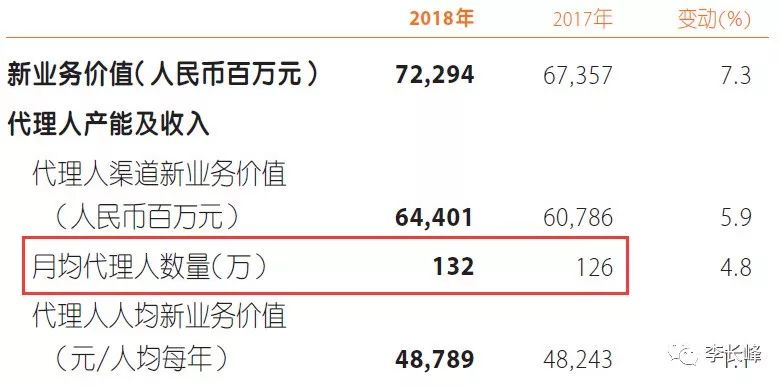 2018年 2017年 变动(%)
新业务价值(人民币百万元) 72,294 67,357 7.3
代理人产能及收入
代理人渠道新业务价值
(人民币百万元) 64,401 60,786 5.9
月均代理人数量(万) 132 126 4.8
代理人人均新业务价值
(元/人均每年) 48,789 48,243 1.1
李长峰